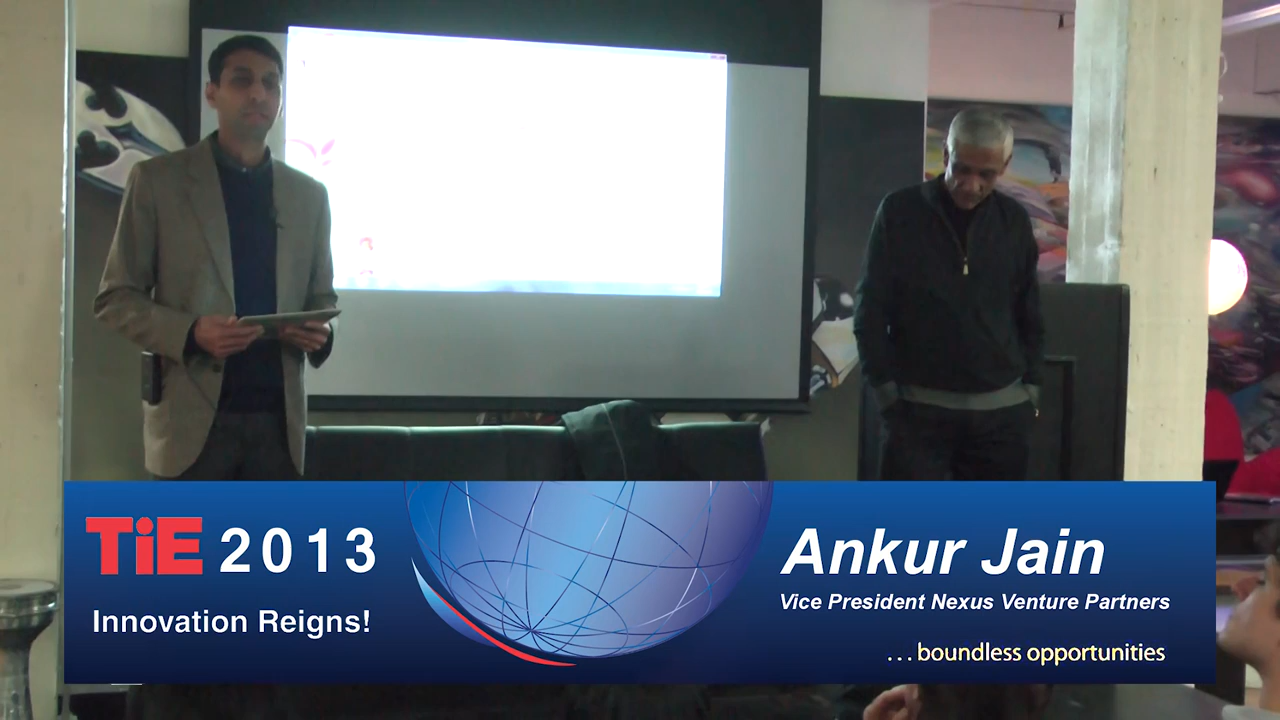 TiE 2013
Innovation Reigns!
Ankur Jain
Vice President Nexus Venture Partners
...boundless opportunities